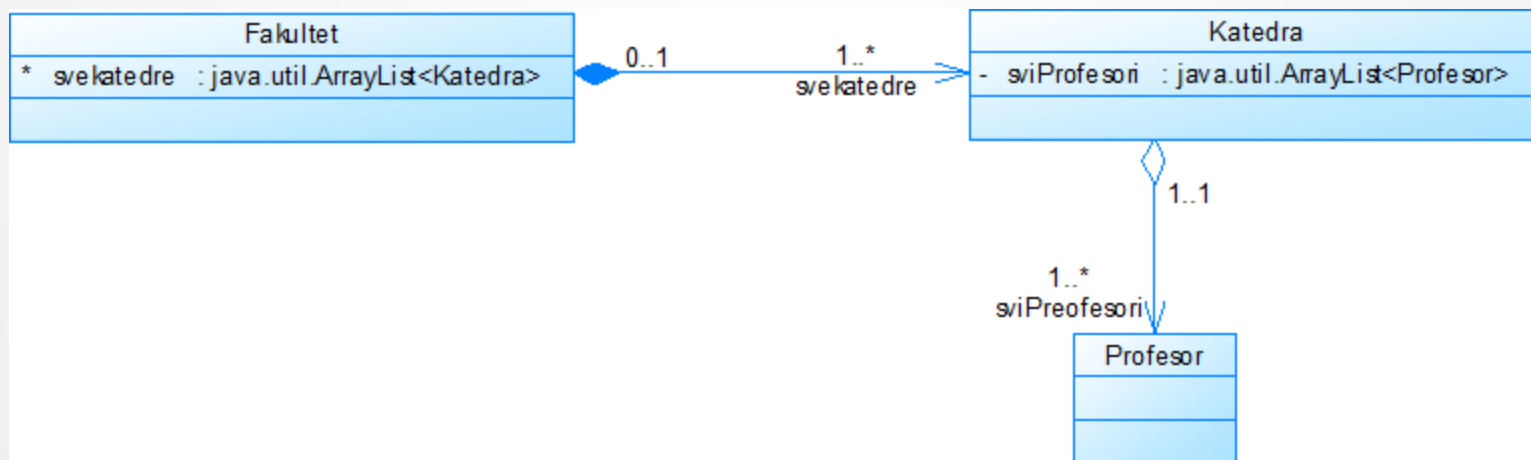 Fakultet
* svekatedre : java.util.ArrayList<Katedra>
0..1
1..*
svekatedre
Katedra
- sviProfesori : java.util.ArrayList<Profesor>
1..1
1..*
sviPreofesori
Profesor